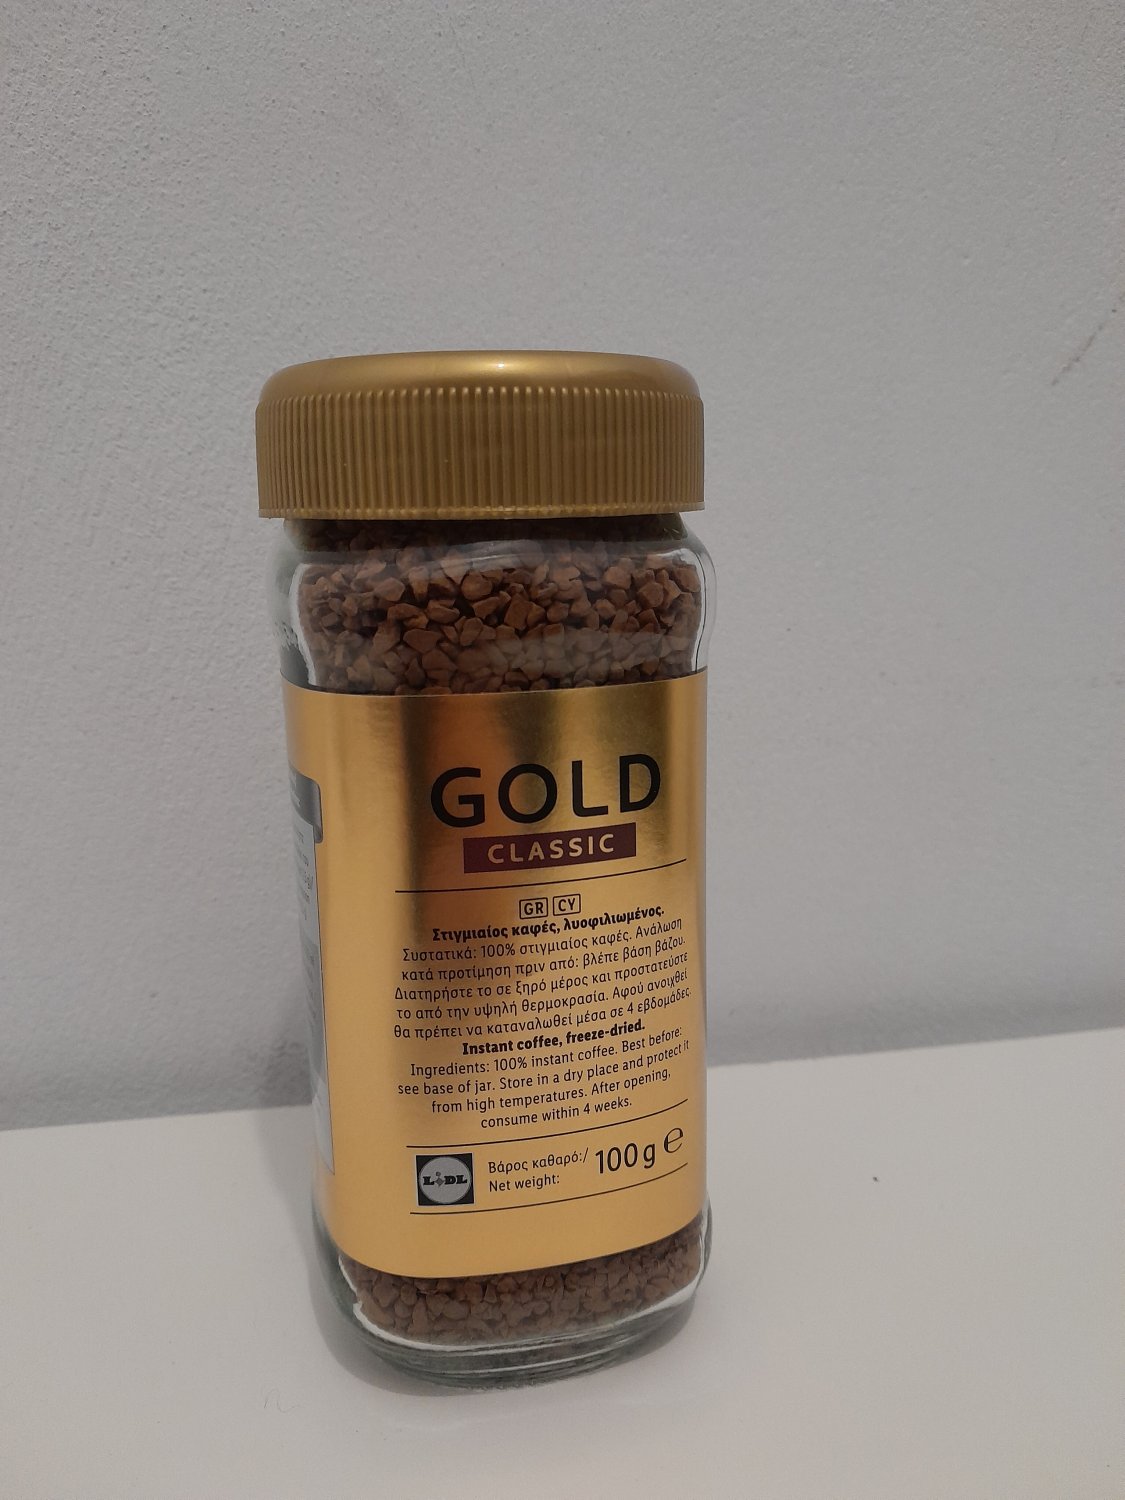 GOLD
CLASSIC
GR CY
Στιγμιαίος καφές, λυοφιλιωμένος.
Συστατικά: 100% στιγμιαίος καφές. Ανάλωση
κατά προτίμηση πριν από: βλέπε βάση βάζου.
Διατηρήστε το σε ξηρό μέρος και προστατεύστε
το από την υψηλή θερμοκρασία. Αφού ανοιχθεί
θα πρέπει να καταναλωθεί μέσα σε 4 εβδομάδες.
Instant coffee, freeze-dried.
Ingredients: 100% instant coffee. Best before:
see base of jar. Store in a dry place and protect it
from high temperatures. After opening,
consume within 4 weeks.
LIDL
Βάρος καθαρό:/
Net weight:
100 g ℮